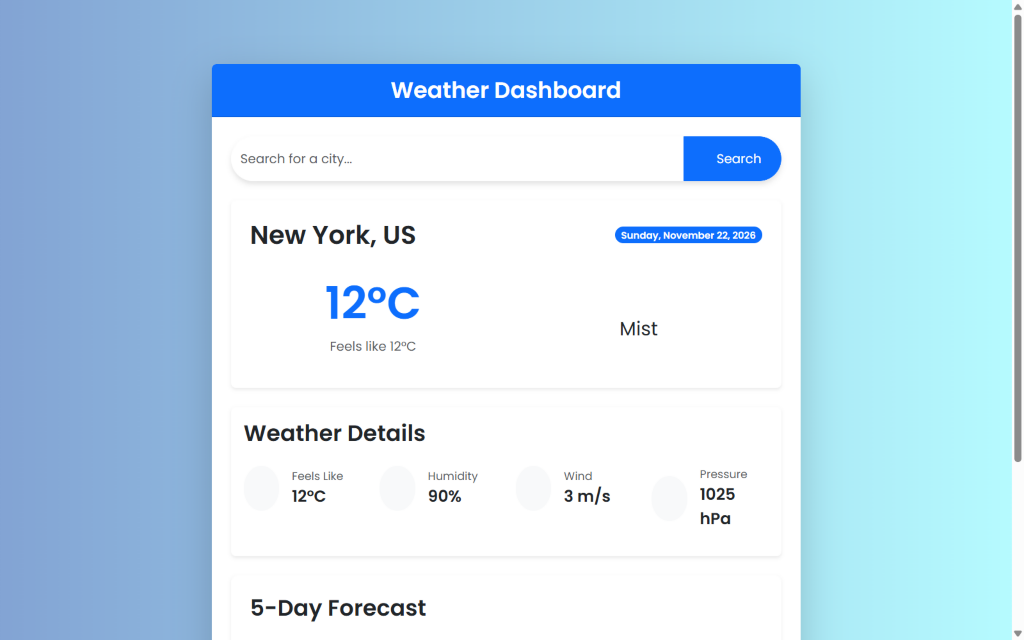 Weather Dashboard
Search for a city...
Search
New York, US
Sunday, November 22, 2026
12°C
Feels like 12°C
Mist
Weather Details
Feels Like
12°C
Humidity
90%
Wind
3 m/s
Pressure
1025
hPa
5-Day Forecast